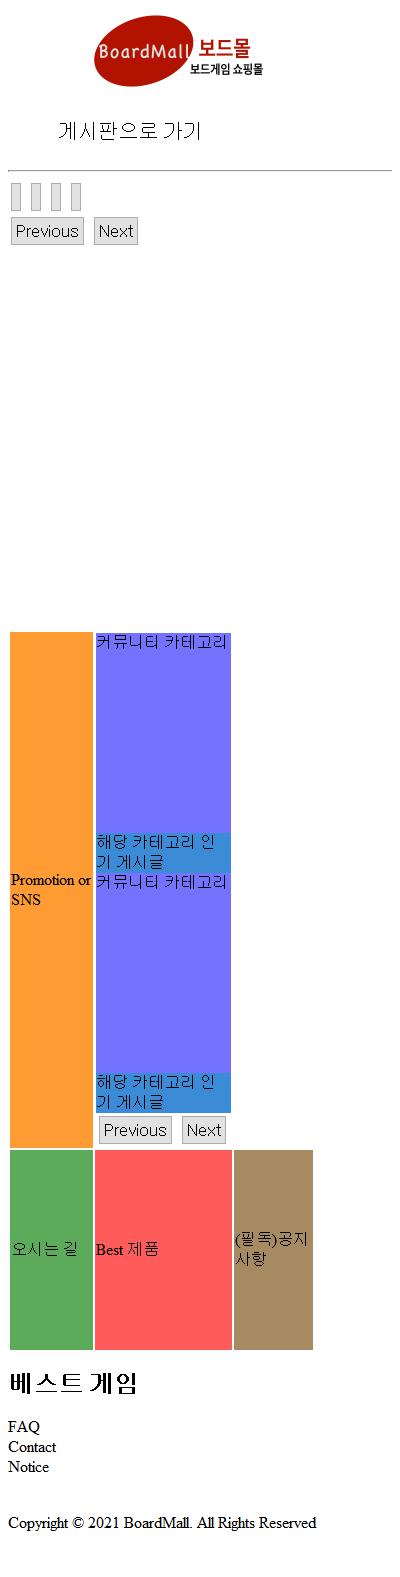 BoardMall 보드몰
보드게임 쇼핑몰
게시판으로 가기
Previous Next
커뮤니티 카테고리
해당 카테고리 인
기 게시글
Promotion or
SNS
커뮤니티 카테고리
해당 카테고리 인
기 게시글
Previous Next
오시는 길
Best 제품
(필독)공지
사항
베스트 게임
FAQ
Contact
Notice
Copyright © 2021 BoardMall. All Rights Reserved